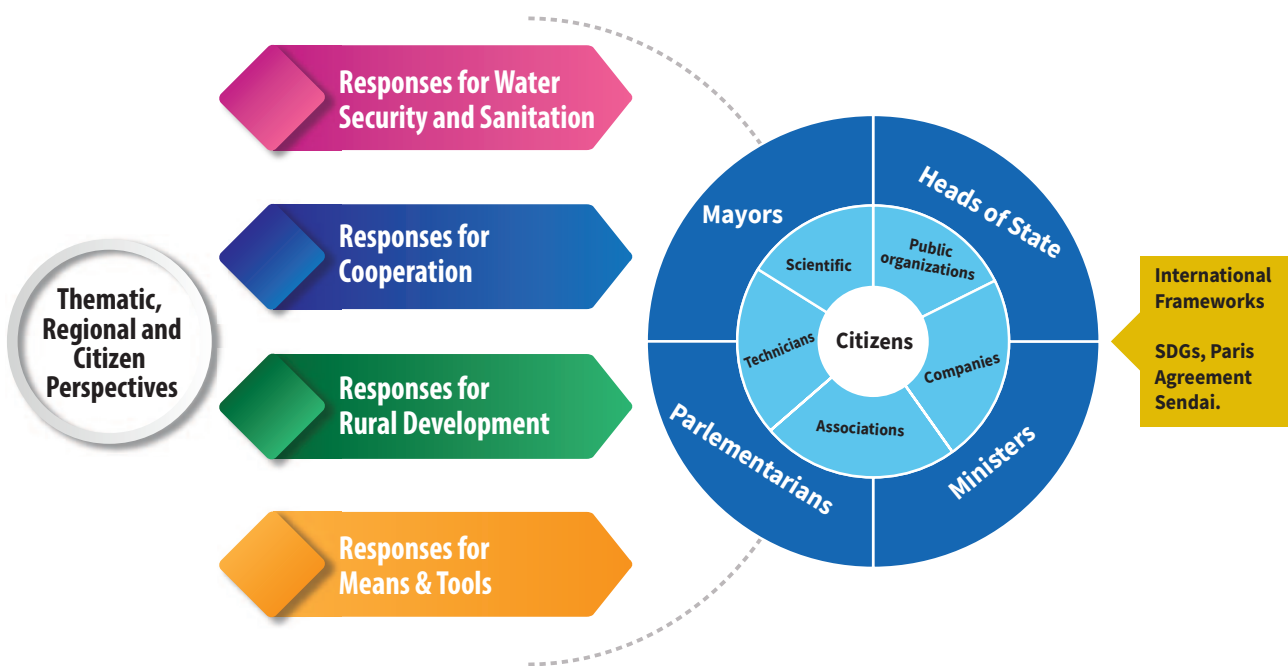 Thematic,
Regional and
Citizen
Perspectives
Responses for Water
Security and Sanitation
Responses for
Cooperation
Responses for
Rural Development
Responses for
Means & Tools
Mayors
Heads of State
Parlementarians
Ministers
Scientific
Public
organizations
Technicians
Companies
Associations
Citizens
International
Frameworks
SDGs, Paris
Agreement
Sendai.